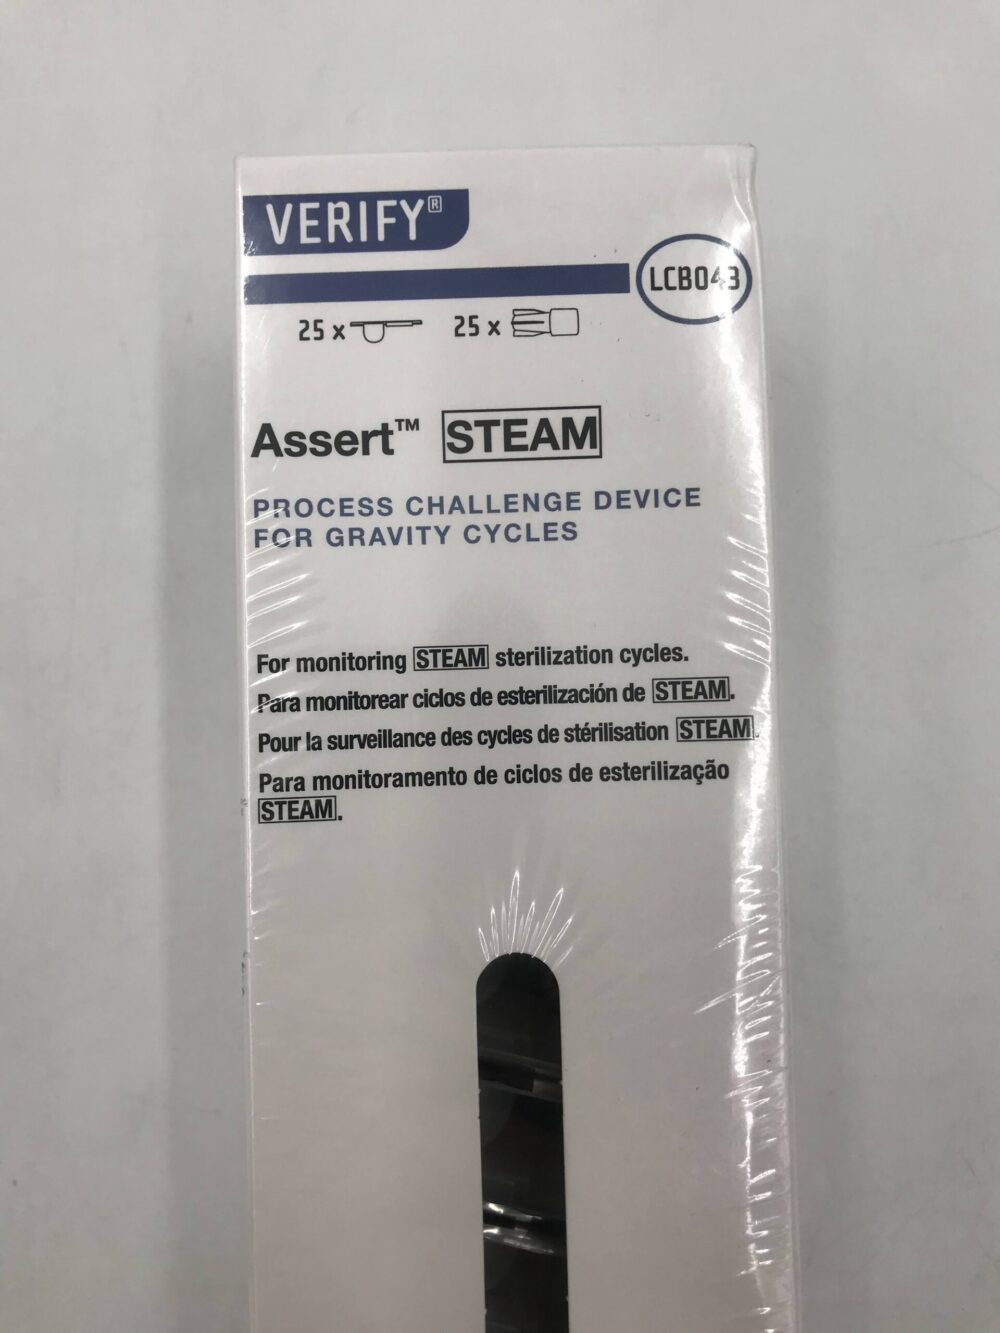 VERIFY®
LCB043
25 x 25 x
Assert™ STEAM
PROCESS CHALLENGE DEVICE
FOR GRAVITY CYCLES
For monitoring STEAM sterilization cycles.
Para monitorear ciclos de esterilización de STEAM.
Pour la surveillance des cycles de stérilisation STEAM.
Para monitoramento de ciclos de esterilização
STEAM.